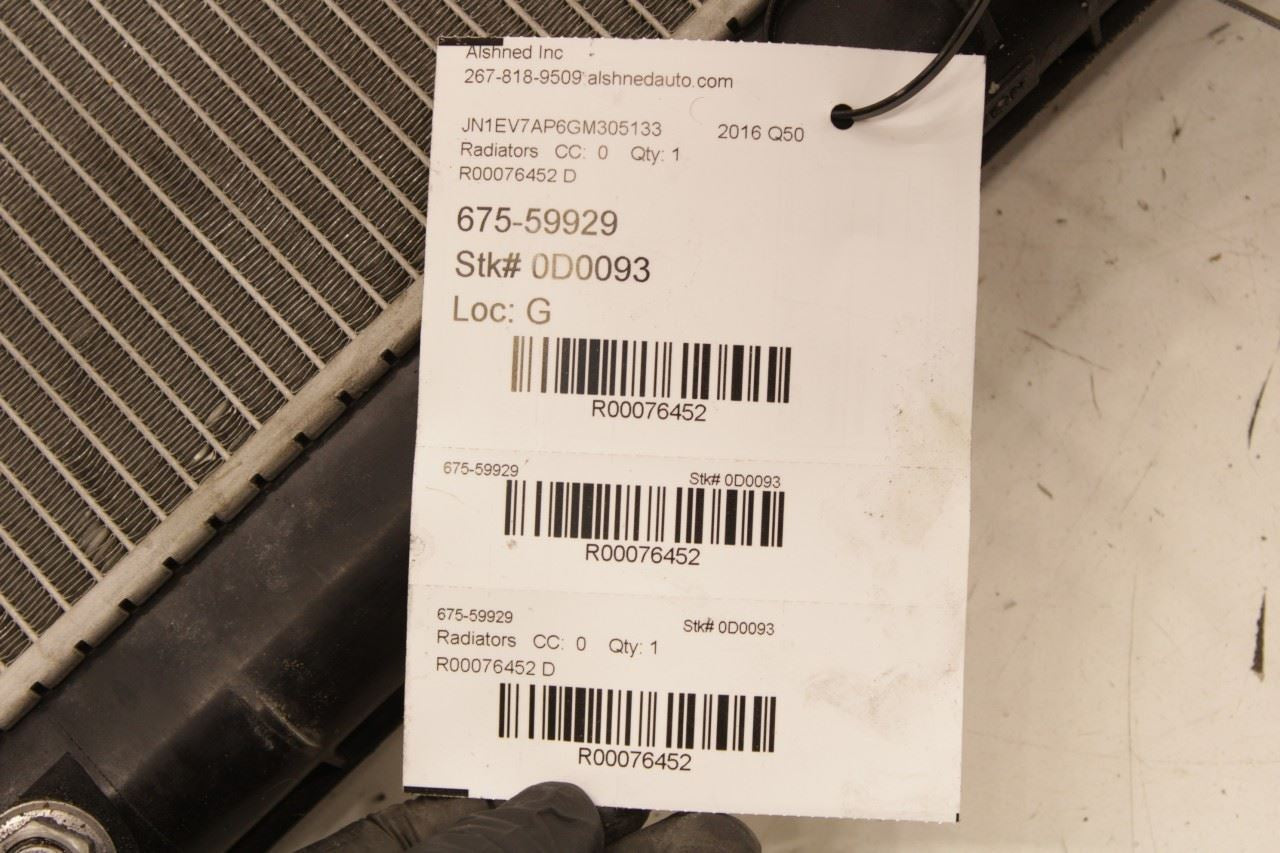 Alshned Inc
267-818-9509 alshnedauto.com
JN1EV7AP6GM305133 2016 Q50
Radiators CC: 0 Qty: 1
R00076452 D
675-59929
Stk# 0D0093
Loc: G
R00076452
675-59929 Stk# 0D0093
R00076452
675-59929 Stk# 0D0093
Radiators CC: 0 Qty: 1
R00076452 D
R00076452